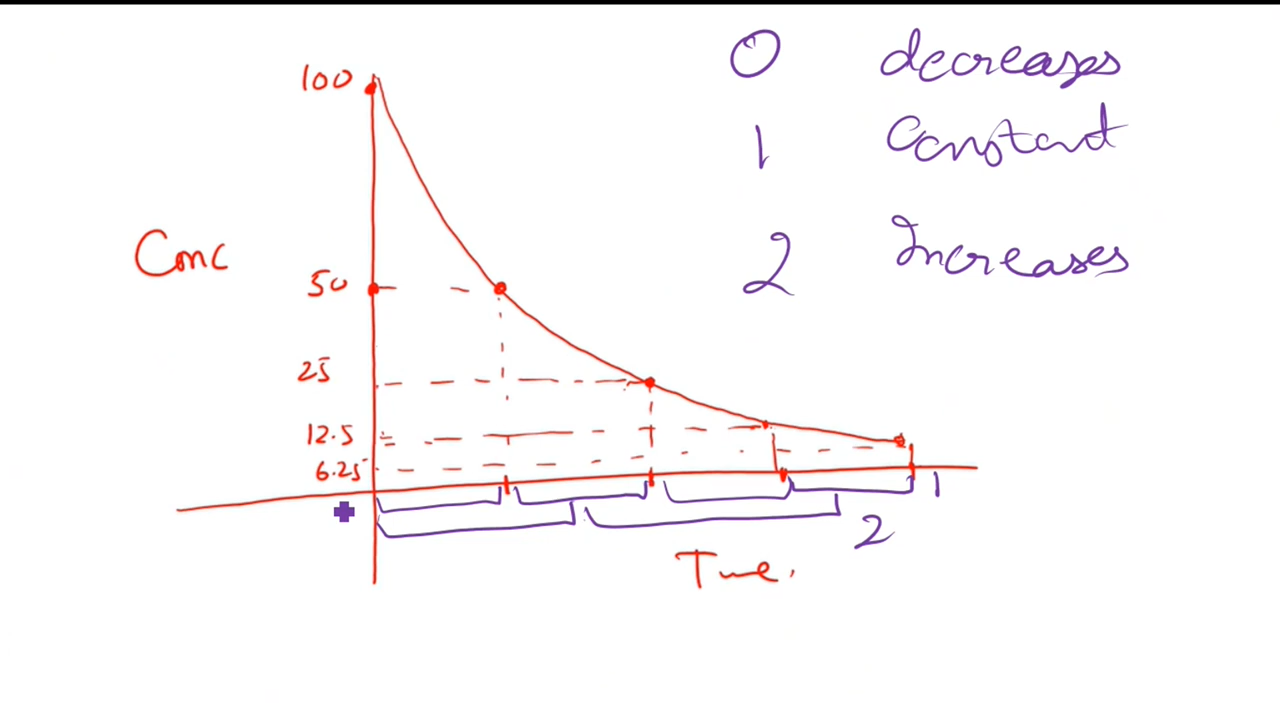 100
0 decreases
1 Constant
Conc
50
2 Increases
25
12.5
6.25
1
2
Time.